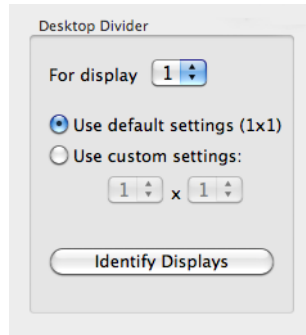 Desktop Divider
For display 1
Use default settings (1x1)
Use custom settings:
1 x 1
Identify Displays